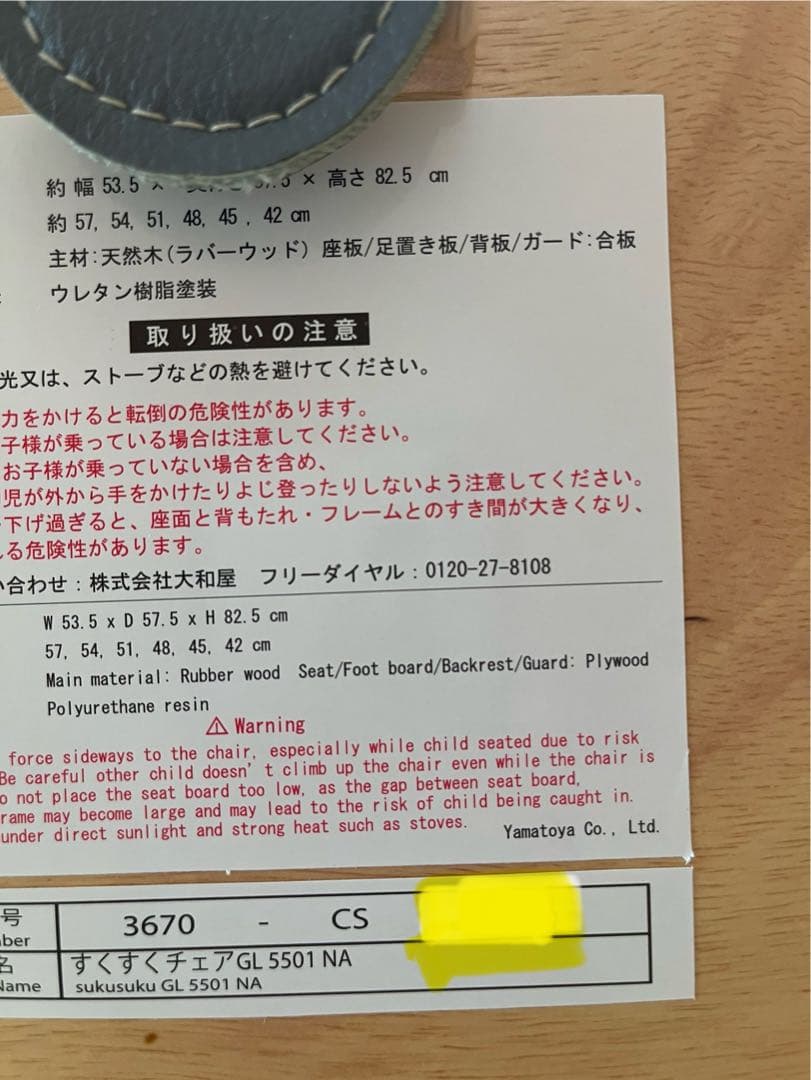 約 幅 53.5 × 57.5 × 高さ 82.5 cm
約 57, 54, 51, 48, 45 , 42 cm
主材:天然木(ラバーウッド) 座板/足置き板/背板/ガード:合板
ウレタン樹脂塗装
取り扱いの注意
光又は、ストーブなどの熱を避けてください。
力をかけると転倒の危険性があります。
子様が乗っている場合は注意してください。
お子様が乗っていない場合を含め、
児が外から手をかけたりよじ登ったりしないよう注意してください。
下げ過ぎると、座面と背もたれ・フレームとのすき間が大きくなり、
る危険性があります。
い合わせ:株式会社大和屋 フリーダイヤル:0120-27-8108
W 53.5 x D 57.5 x H 82.5 cm
57, 54, 51, 48, 45, 42 cm
Main material: Rubber wood Seat/Foot board/Backrest/Guard: Plywood
Polyurethane resin
⚠ Warning
force sideways to the chair, especially while child seated due to risk
Be careful other child doesn't climb up the chair even while the chair is
o not place the seat board too low, as the gap between seat board,
rame may become large and may lead to the risk of child being caught in.
under direct sunlight and strong heat such as stoves.
Yamatoya Co., Ltd.
号 3670 - CS
ber
名 すくすくチェアGL 5501 NA
Name sukusuku GL 5501 NA